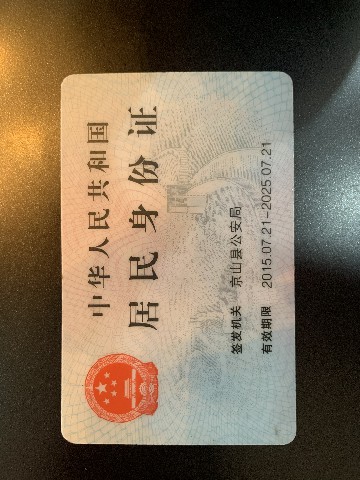 中华人民共和国
居民身份证
签发机关 京山县公安局
有效期限 2015.07.21-2025.07.21